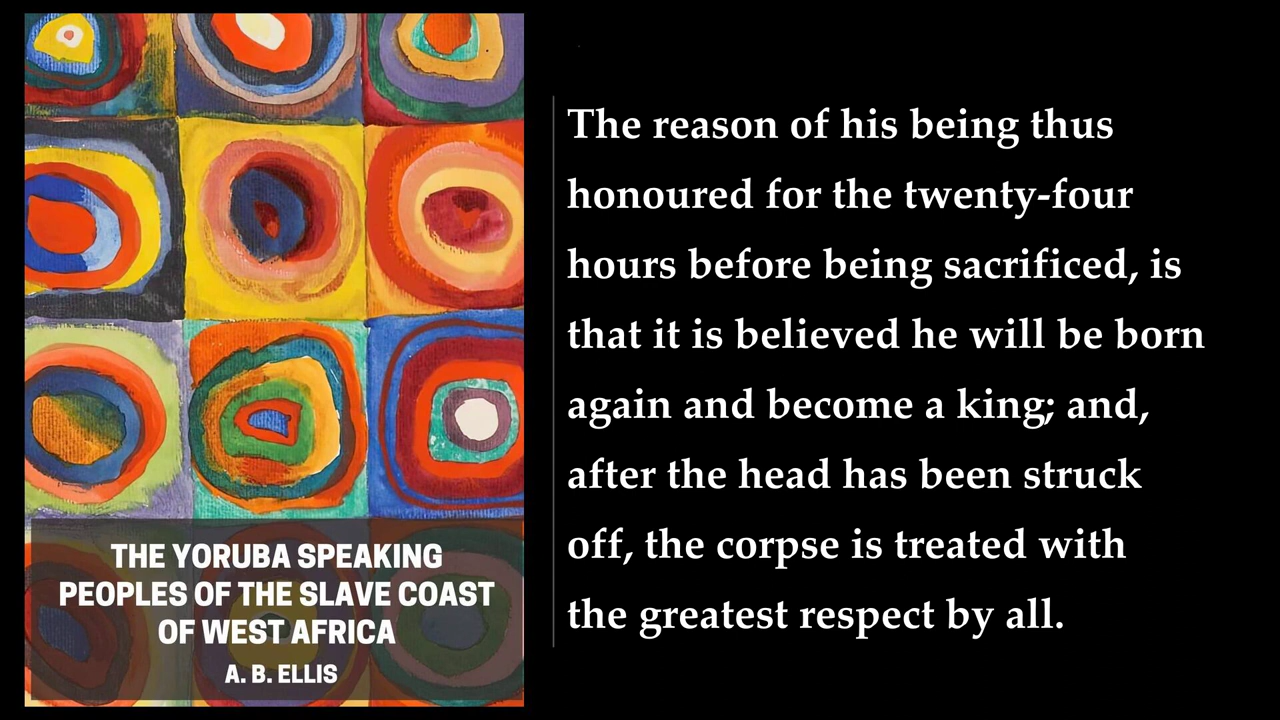 THE YORUBA SPEAKING
PEOPLES OF THE SLAVE COAST
OF WEST AFRICA
A. B. ELLIS
The reason of his being thus
honoured for the twenty-four
hours before being sacrificed, is
that it is believed he will be born
again and become a king; and,
after the head has been struck
off, the corpse is treated with
the greatest respect by all.